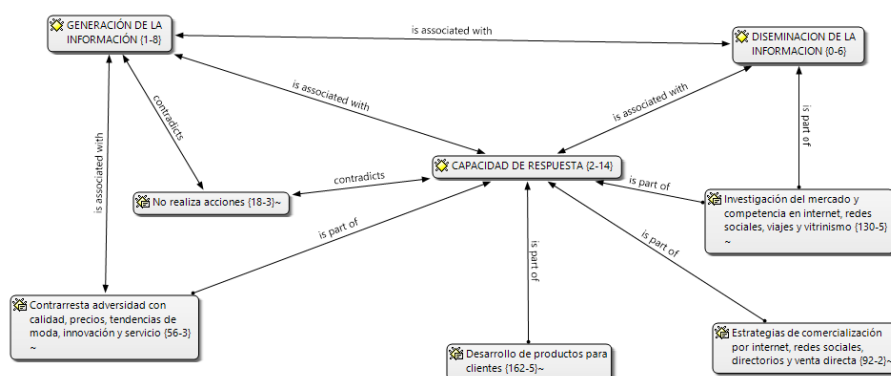 GENERACIÓN DE LA
INFORMACIÓN {1-8}
is associated with
DISEMINACION DE LA
INFORMACION {0-6}
is associated with
is associated with
contradicts
is part of
is associated with
CAPACIDAD DE RESPUESTA {2-14}
contradicts
is part of
No realiza acciones {18-3}~
Investigación del mercado y
competencia en internet, redes
sociales, viajes y vitrinismo {130-5}
~
is part of
is part of
is part of
Contrarresta adversidad con
calidad, precios, tendencias de
moda, innovación y servicio {56-3}
~
Desarrollo de productos para
clientes {162-5}~
Estrategias de comercialización
por internet, redes sociales,
directorios y venta directa {92-2}~